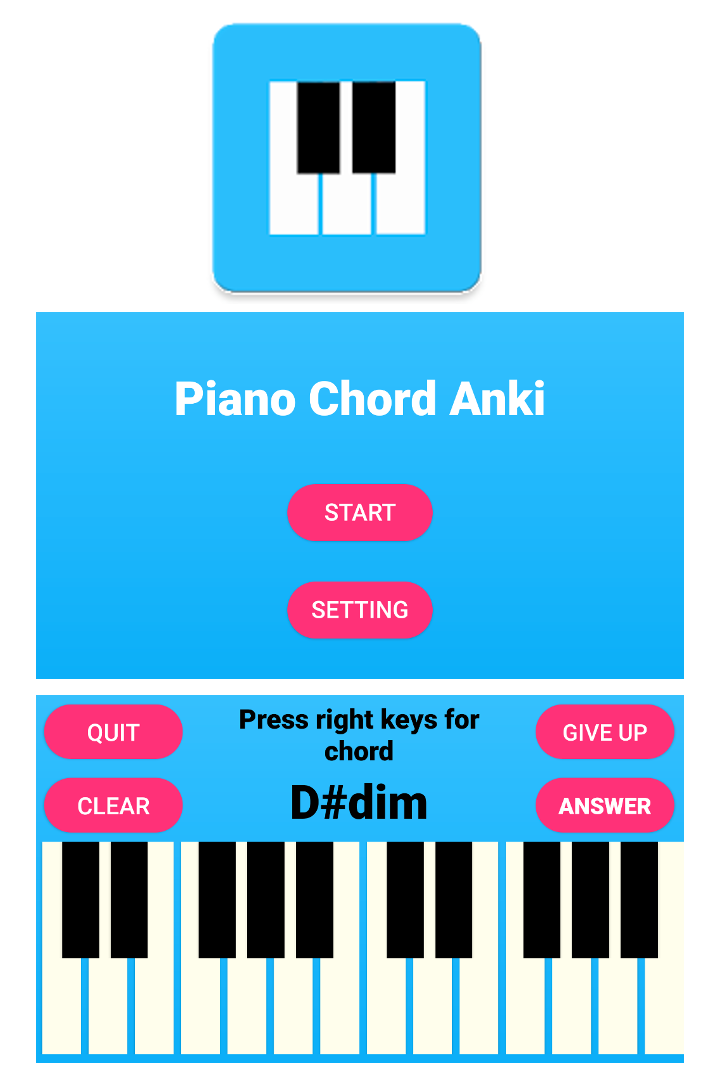 Piano Chord Anki
START
SETTING
QUIT
Press right keys for
chord
GIVE UP
CLEAR
D#dim
ANSWER